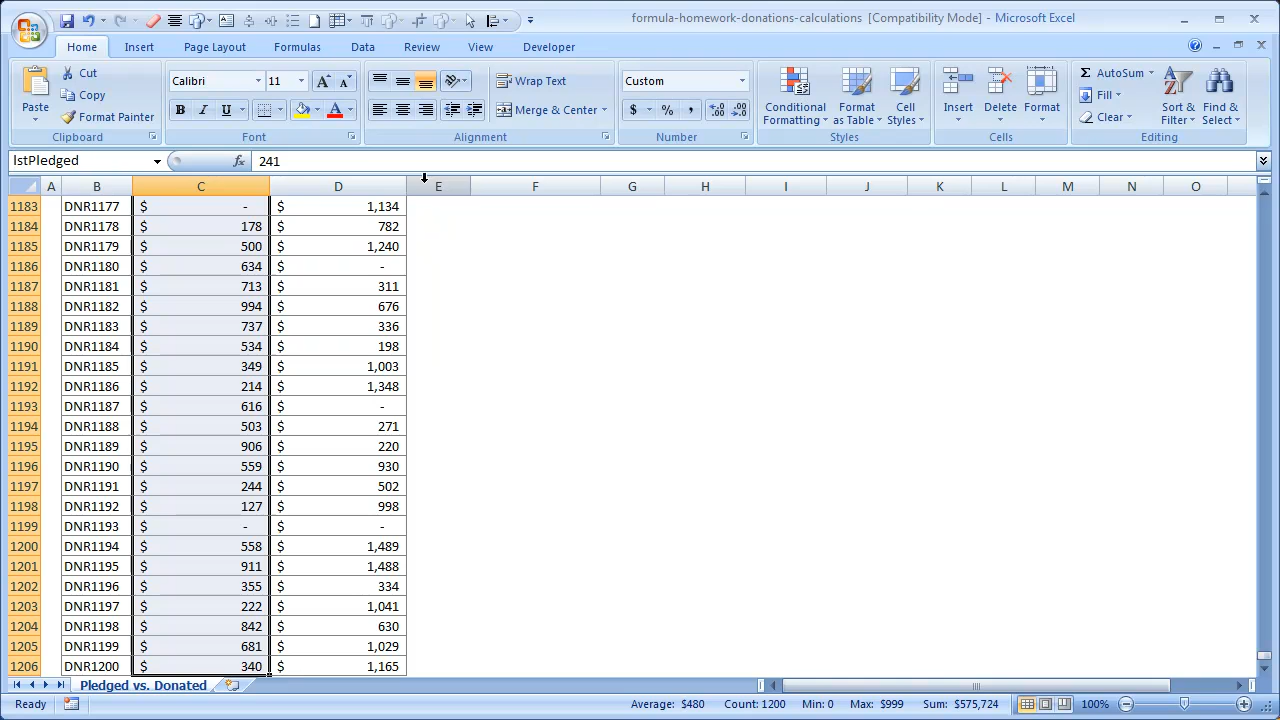 formula-homework-donations-calculations [Compatibility Mode] - Microsoft Excel
Home Insert Page Layout Formulas Data Review View Developer
Paste Cut Copy Format Painter
Calibri 11
B I U A
Wrap Text
Merge & Center
Custom
$ % ,
Conditional Formatting Format as Table Cell Styles
Insert Delete Format
AutoSum Fill Clear
Sort & Filter Find & Select
Clipboard Font Alignment Number Styles Cells Editing
lstPledged fx 241
A B C D E F G H I J K L M N O
1183 DNR1177 $ - $ 1,134
1184 DNR1178 $ 178 $ 782
1185 DNR1179 $ 500 $ 1,240
1186 DNR1180 $ 634 $ -
1187 DNR1181 $ 713 $ 311
1188 DNR1182 $ 994 $ 676
1189 DNR1183 $ 737 $ 336
1190 DNR1184 $ 534 $ 198
1191 DNR1185 $ 349 $ 1,003
1192 DNR1186 $ 214 $ 1,348
1193 DNR1187 $ 616 $ -
1194 DNR1188 $ 503 $ 271
1195 DNR1189 $ 906 $ 220
1196 DNR1190 $ 559 $ 930
1197 DNR1191 $ 244 $ 502
1198 DNR1192 $ 127 $ 998
1199 DNR1193 $ - $ -
1200 DNR1194 $ 558 $ 1,489
1201 DNR1195 $ 911 $ 1,488
1202 DNR1196 $ 355 $ 334
1203 DNR1197 $ 222 $ 1,041
1204 DNR1198 $ 842 $ 630
1205 DNR1199 $ 681 $ 1,029
1206 DNR1200 $ 340 $ 1,165
Pledged vs. Donated
Ready Average: $480 Count: 1200 Min: 0 Max: $999 Sum: $575,724 100%